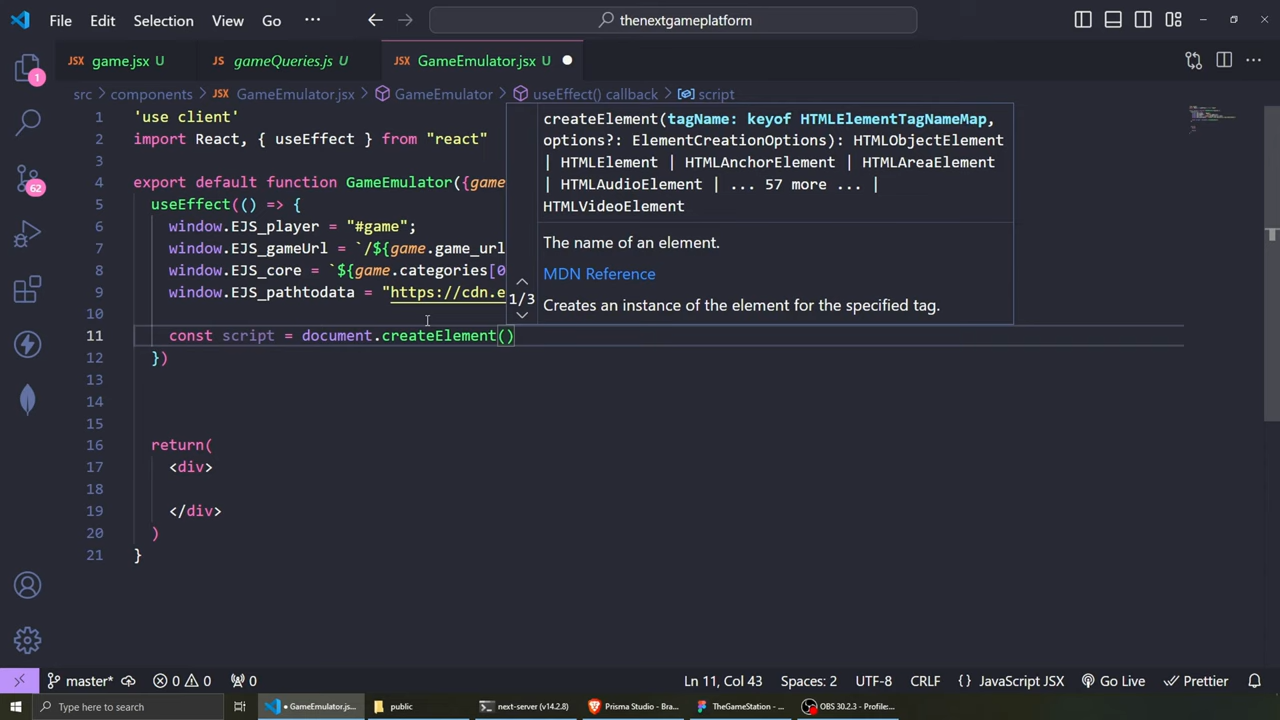 File Edit Selection View Go ··· thenextgameplatform
JSX game.jsx U JS gameQueries.js U JSX GameEmulator.jsx U
src components JSX GameEmulator.jsx GameEmulator useEffect() callback script
1 'use client'
2 import React, { useEffect } from "react"
3
4 export default function GameEmulator({game
5 useEffect(() => {
6 window.EJS_player = "#game";
7 window.EJS_gameUrl = `/${game.game_url
8 window.EJS_core = `${game.categories[0
9 window.EJS_pathtodata = "https://cdn.e
10
11 const script = document.createElement()
12 })
13
14
15
16 return(
17 <div>
18
19 </div>
20 )
21 }
createElement(tagName: keyof HTMLElementTagNameMap,
options?: ElementCreationOptions): HTMLObjectElement
| HTMLElement | HTMLAnchorElement | HTMLAreaElement
| HTMLAudioElement | ... 57 more ... |
HTMLVideoElement
The name of an element.
MDN Reference
1/3
Creates an instance of the element for the specified tag.
1
62
master* 0 0 0 Ln 11, Col 43 Spaces: 2 UTF-8 CRLF {} JavaScript JSX Go Live Prettier
Type here to search GameEmulator.js... public next-server (v14.2.8) Prisma Studio - Bra... TheGameStation - ... OBS 30.2.3 - Profile:...